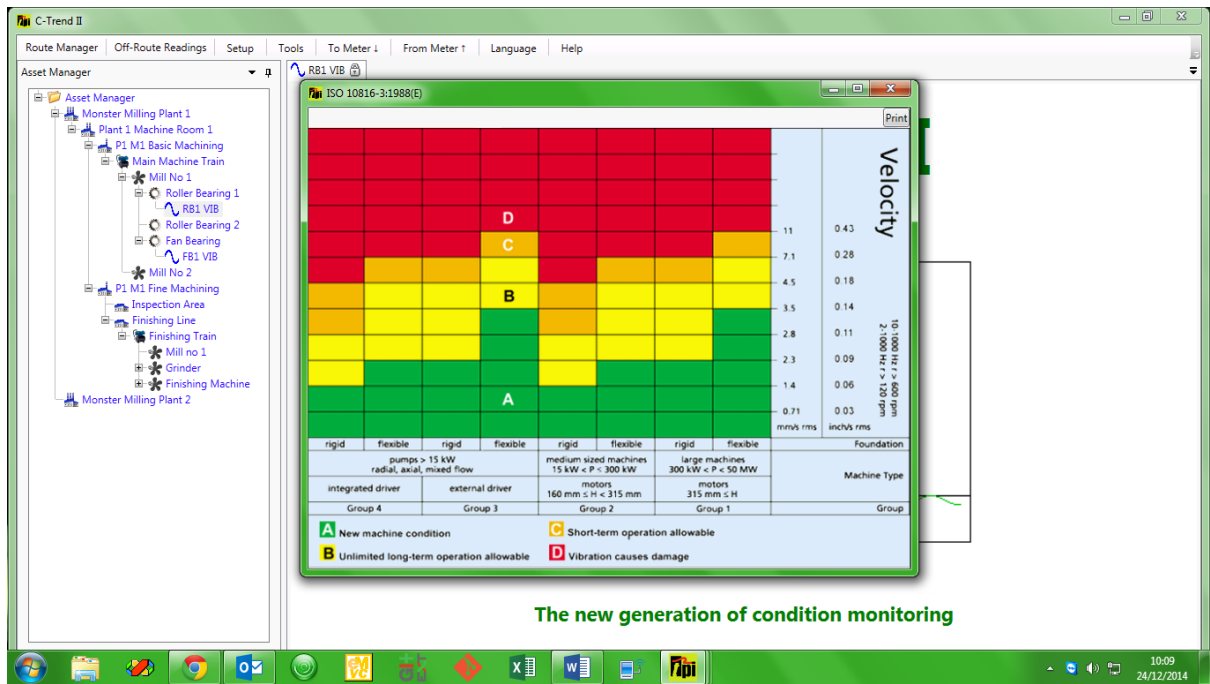 C-Trend II
Route Manager Off-Route Readings Setup Tools To Meter↓ From Meter↑ Language Help
Asset Manager
RB1 VIB
Asset Manager
Monster Milling Plant 1
Plant 1 Machine Room 1
P1 M1 Basic Machining
Main Machine Train
Mill No 1
Roller Bearing 1
RB1 VIB
Roller Bearing 2
Fan Bearing
FB1 VIB
Mill No 2
P1 M1 Fine Machining
Inspection Area
Finishing Line
Finishing Train
Mill no 1
Grinder
Finishing Machine
Monster Milling Plant 2
ISO 10816-3:1988(E)
Print
Velocity
10-1000 Hz r > 600 rpm
2-1000 Hz r > 120 rpm
D
C
B
A
11 0.43
7.1 0.28
4.5 0.18
3.5 0.14
2.8 0.11
2.3 0.09
1.4 0.06
0.71 0.03
mm/s rms inch/s rms
rigid flexible rigid flexible rigid flexible rigid flexible Foundation
pumps > 15 kW
radial, axial, mixed flow
medium sized machines
15 kW < P ≤ 300 kW
large machines
300 kW < P < 50 MW
Machine Type
integrated driver external driver
motors
160 mm ≤ H < 315 mm
motors
315 mm ≤ H
Group 4 Group 3 Group 2 Group 1 Group
A New machine condition
C Short-term operation allowable
B Unlimited long-term operation allowable
D Vibration causes damage
The new generation of condition monitoring
10:09
24/12/2014